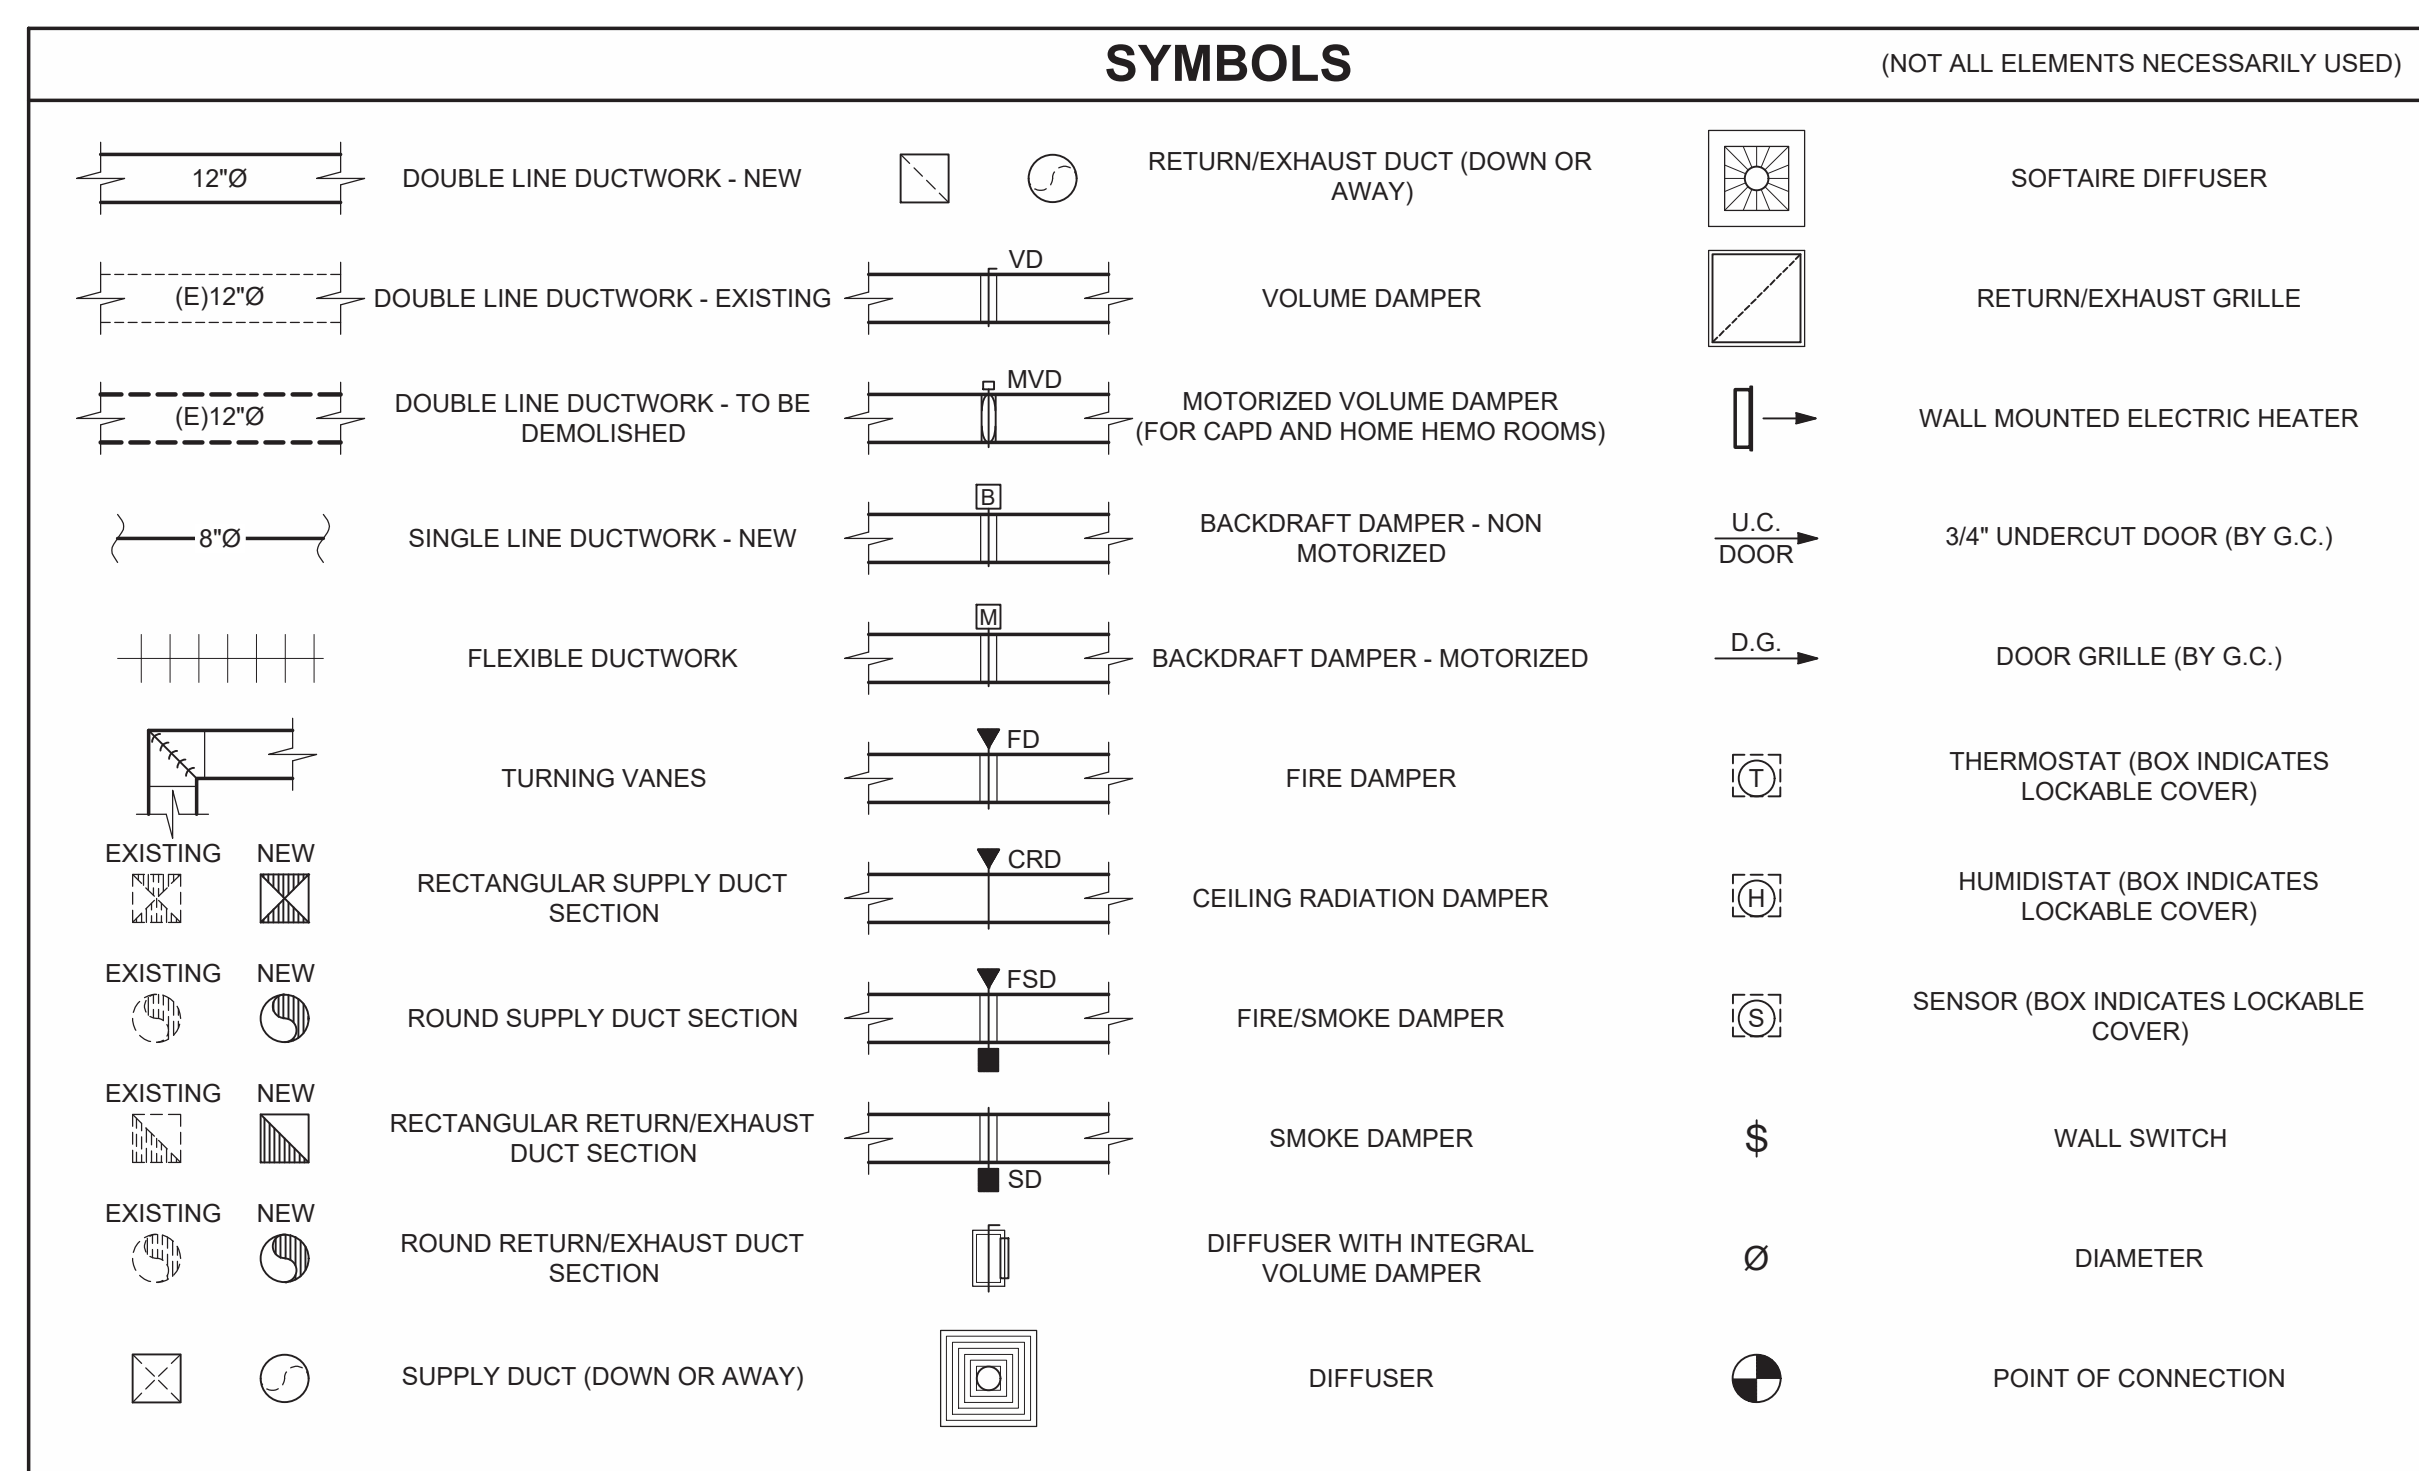 SYMBOLS
(NOT ALL ELEMENTS NECESSARILY USED)
12"Ø
DOUBLE LINE DUCTWORK - NEW
(E)12"Ø
DOUBLE LINE DUCTWORK - EXISTING
(E)12"Ø
DOUBLE LINE DUCTWORK - TO BE
DEMOLISHED
8"Ø
SINGLE LINE DUCTWORK - NEW
FLEXIBLE DUCTWORK
TURNING VANES
EXISTING NEW
RECTANGULAR SUPPLY DUCT
SECTION
EXISTING NEW
ROUND SUPPLY DUCT SECTION
EXISTING NEW
RECTANGULAR RETURN/EXHAUST
DUCT SECTION
EXISTING NEW
ROUND RETURN/EXHAUST DUCT
SECTION
SUPPLY DUCT (DOWN OR AWAY)
RETURN/EXHAUST DUCT (DOWN OR
AWAY)
VD
VOLUME DAMPER
MVD
MOTORIZED VOLUME DAMPER
(FOR CAPD AND HOME HEMO ROOMS)
B
BACKDRAFT DAMPER - NON
MOTORIZED
M
BACKDRAFT DAMPER - MOTORIZED
FD
FIRE DAMPER
CRD
CEILING RADIATION DAMPER
FSD
FIRE/SMOKE DAMPER
SMOKE DAMPER
SD
DIFFUSER WITH INTEGRAL
VOLUME DAMPER
DIFFUSER
SOFTAIRE DIFFUSER
RETURN/EXHAUST GRILLE
WALL MOUNTED ELECTRIC HEATER
U.C.
DOOR
3/4" UNDERCUT DOOR (BY G.C.)
D.G.
DOOR GRILLE (BY G.C.)
T
THERMOSTAT (BOX INDICATES
LOCKABLE COVER)
H
HUMIDISTAT (BOX INDICATES
LOCKABLE COVER)
S
SENSOR (BOX INDICATES LOCKABLE
COVER)
$
WALL SWITCH
Ø
DIAMETER
POINT OF CONNECTION